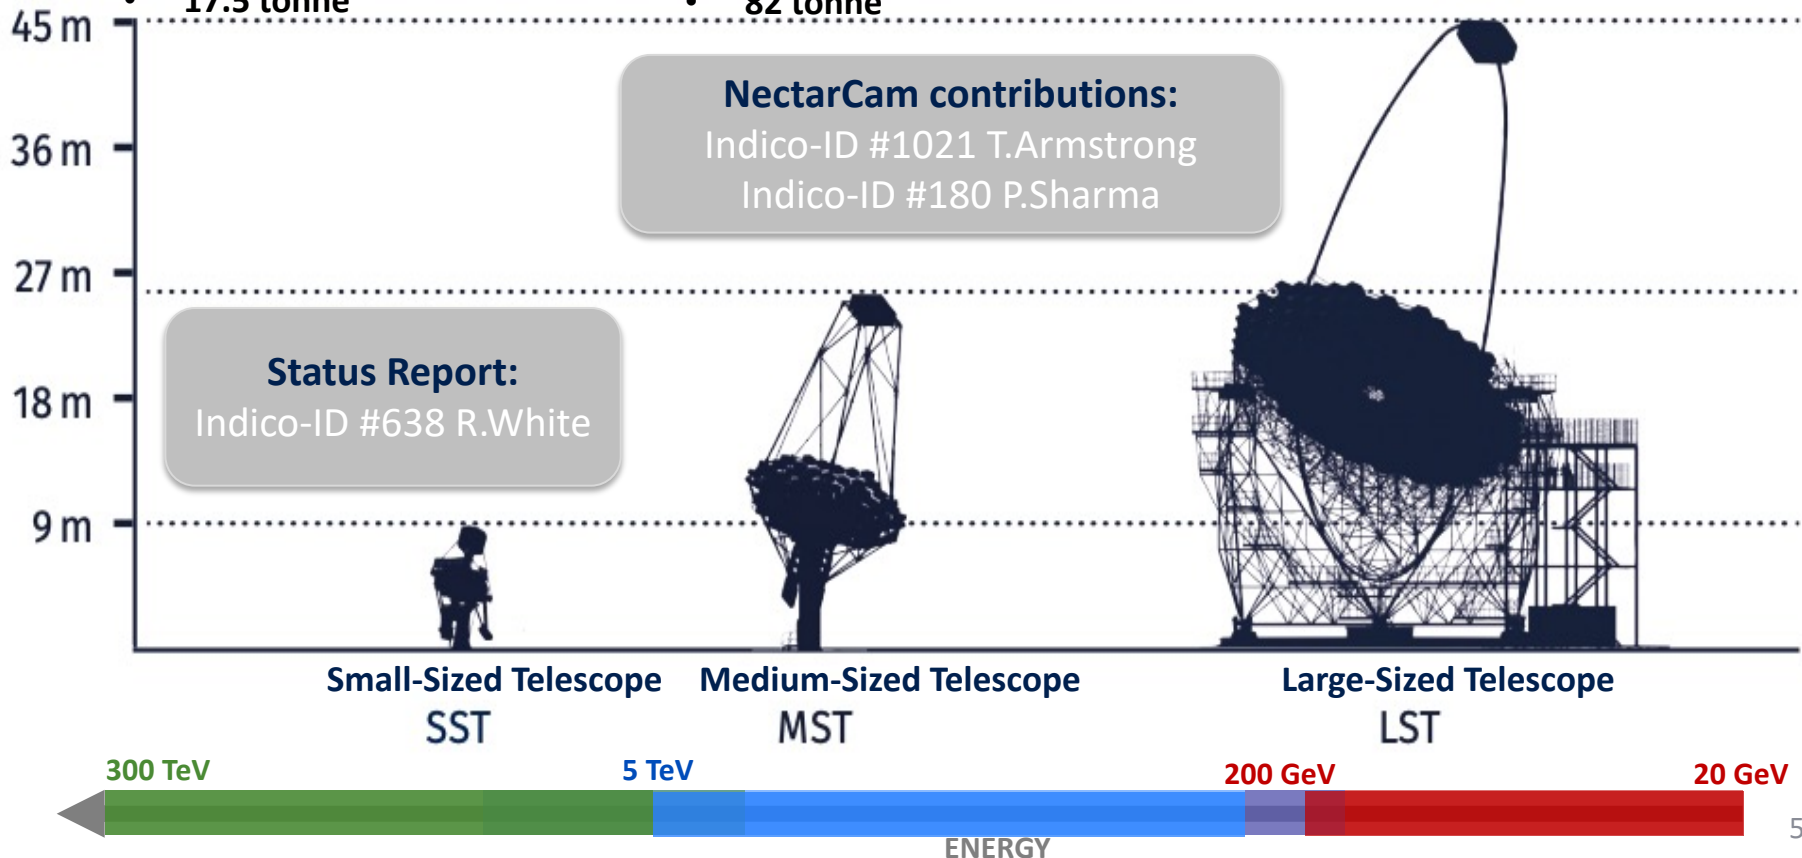 • 17.5 tonne
• 82 tonne
45 m
NectarCam contributions:
Indico-ID #1021 T.Armstrong
Indico-ID #180 P.Sharma
36 m
27 m
Status Report:
Indico-ID #638 R.White
18 m
9 m
Small-Sized Telescope
SST
Medium-Sized Telescope
MST
Large-Sized Telescope
LST
300 TeV
5 TeV
200 GeV
20 GeV
ENERGY
5